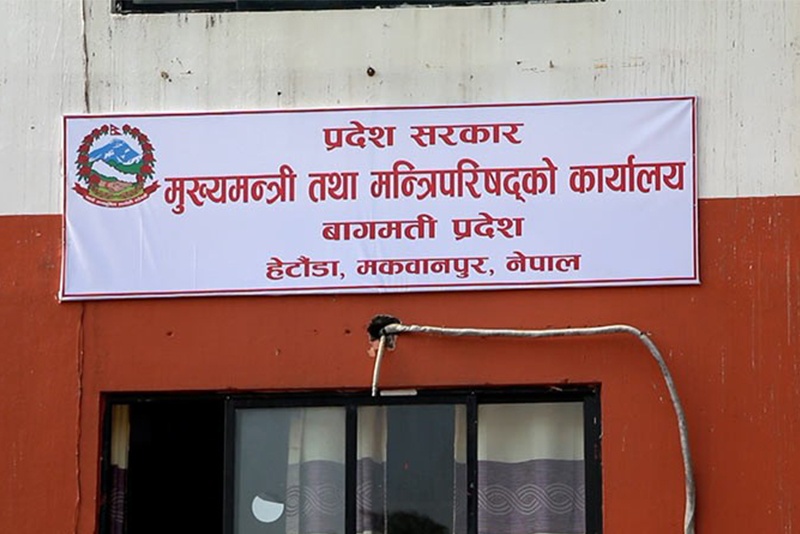 प्रदेश सरकार
मुख्यमन्त्री तथा मन्त्रिपरिषद्को कार्यालय
बागमती प्रदेश
हेटौंडा, मकवानपुर, नेपाल